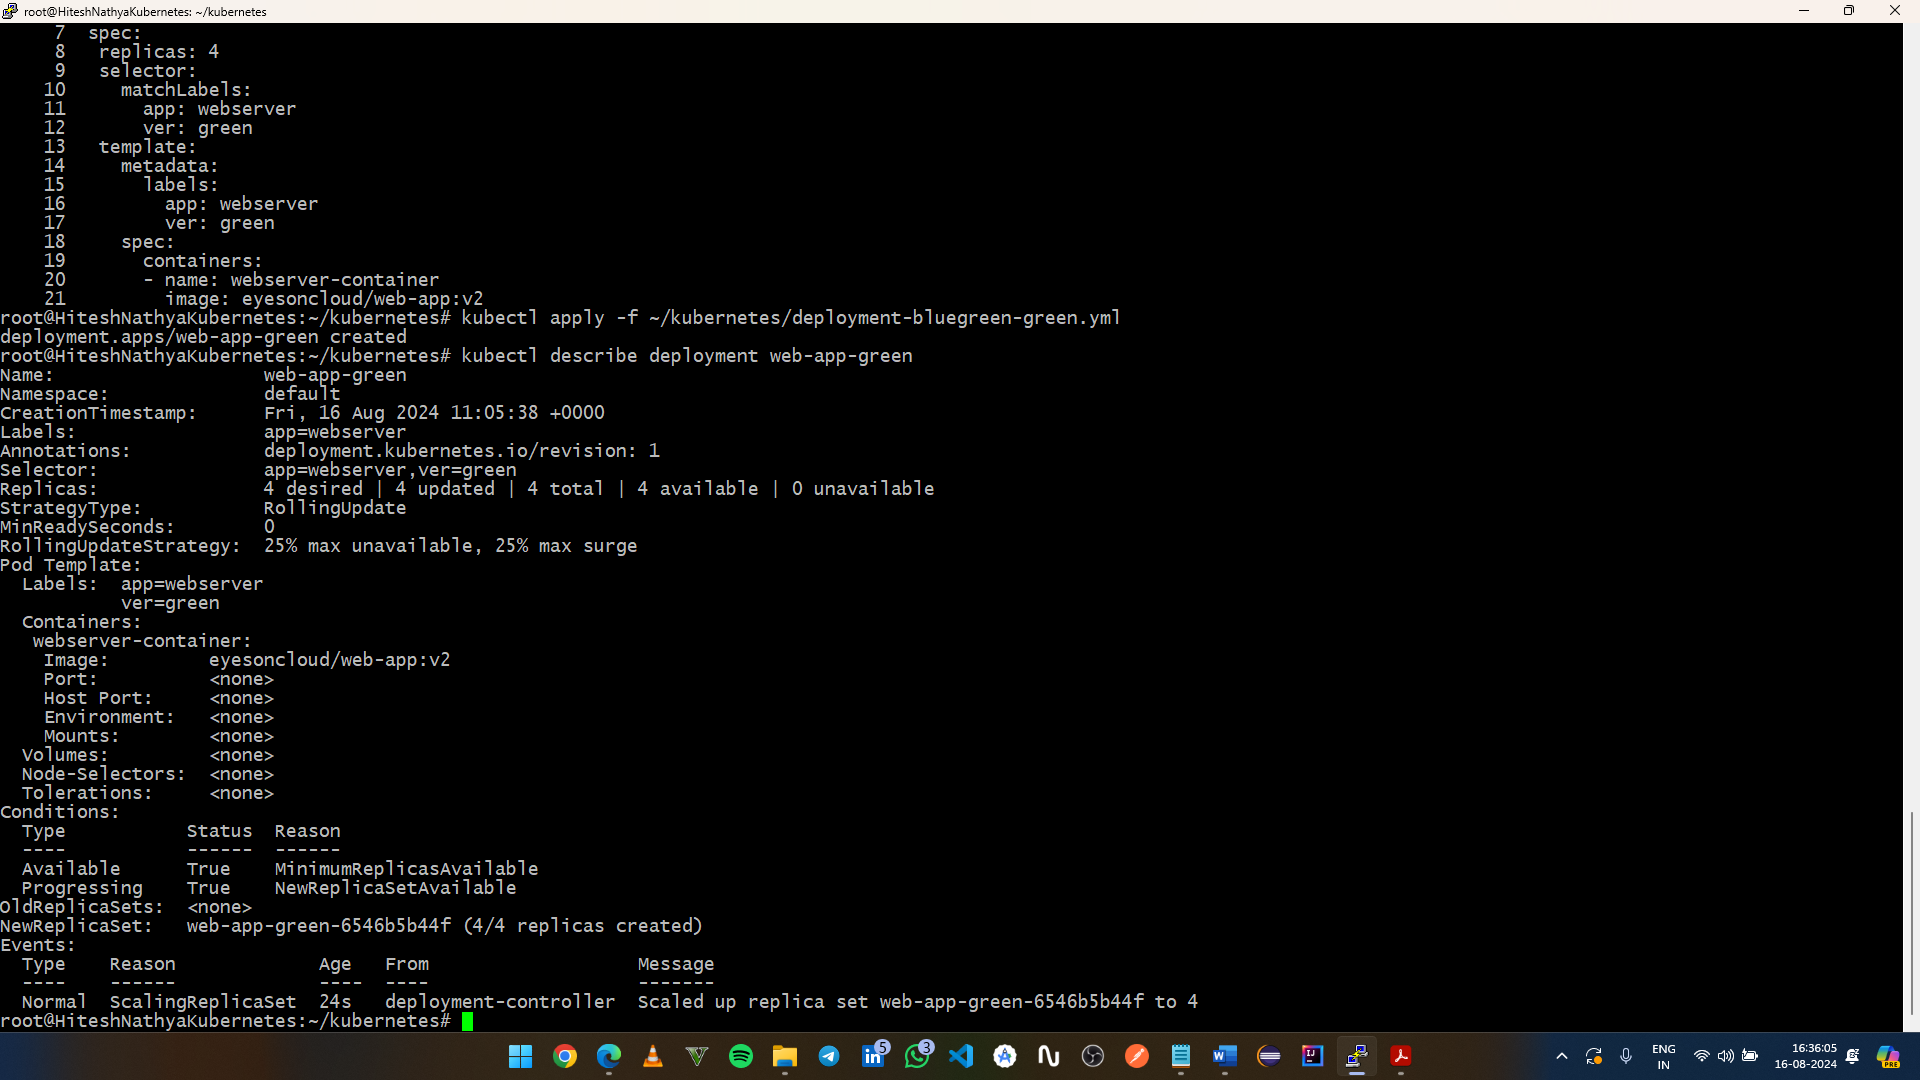 root@HiteshNathyaKubernetes: ~/kubernetes
7 spec:
8 replicas: 4
9 selector:
10 matchLabels:
11 app: webserver
12 ver: green
13 template:
14 metadata:
15 labels:
16 app: webserver
17 ver: green
18 spec:
19 containers:
20 - name: webserver-container
21 image: eyesoncloud/web-app:v2
root@HiteshNathyaKubernetes:~/kubernetes# kubectl apply -f ~/kubernetes/deployment-bluegreen-green.yml
deployment.apps/web-app-green created
root@HiteshNathyaKubernetes:~/kubernetes# kubectl describe deployment web-app-green
Name: web-app-green
Namespace: default
CreationTimestamp: Fri, 16 Aug 2024 11:05:38 +0000
Labels: app=webserver
Annotations: deployment.kubernetes.io/revision: 1
Selector: app=webserver,ver=green
Replicas: 4 desired | 4 updated | 4 total | 4 available | 0 unavailable
StrategyType: RollingUpdate
MinReadySeconds: 0
RollingUpdateStrategy: 25% max unavailable, 25% max surge
Pod Template:
Labels: app=webserver
ver=green
Containers:
webserver-container:
Image: eyesoncloud/web-app:v2
Port: <none>
Host Port: <none>
Environment: <none>
Mounts: <none>
Volumes: <none>
Node-Selectors: <none>
Tolerations: <none>
Conditions:
Type Status Reason
---- ------ ------
Available True MinimumReplicasAvailable
Progressing True NewReplicaSetAvailable
OldReplicaSets: <none>
NewReplicaSet: web-app-green-6546b5b44f (4/4 replicas created)
Events:
Type Reason Age From Message
---- ------ ---- ---- -------
Normal ScalingReplicaSet 24s deployment-controller Scaled up replica set web-app-green-6546b5b44f to 4
root@HiteshNathyaKubernetes:~/kubernetes#
5 3
ENG 16:36:05
IN 16-08-2024
PRE